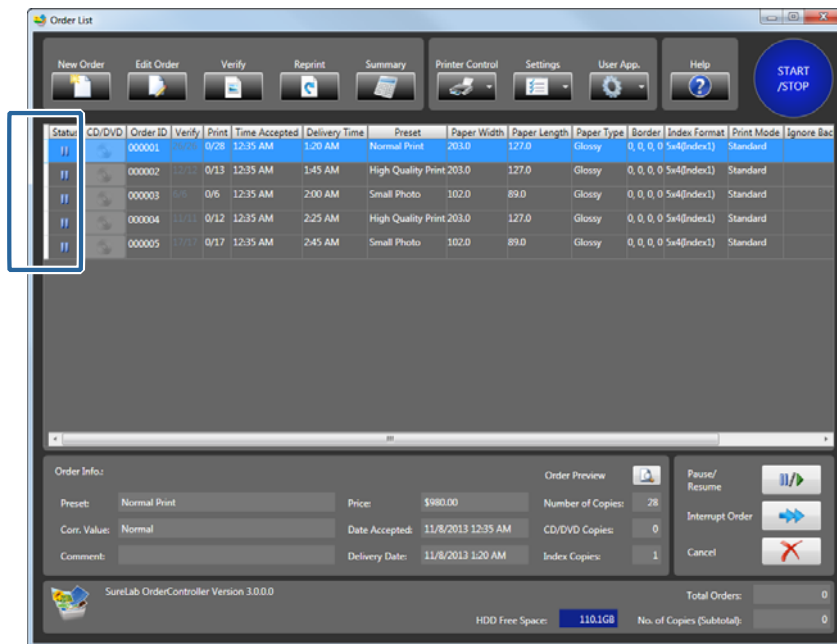 Order List
New Order Edit Order Verify Reprint Summary Printer Control Settings User App. Help START
/STOP
Status CD/DVD Order ID Verify Print Time Accepted Delivery Time Preset Paper Width Paper Length Paper Type Border Index Format Print Mode Ignore Bac
000001 0/28 12:35 AM 1:20 AM Normal Print 203.0 127.0 Glossy 0, 0, 0, 0 5x4(Index1) Standard
000002 12/12 0/13 12:35 AM 1:45 AM High Quality Print 203.0 127.0 Glossy 0, 0, 0, 0 5x4(Index1) Standard
000003 6/6 0/6 12:35 AM 2:00 AM Small Photo 102.0 89.0 Glossy 0, 0, 0, 0 5x4(Index1) Standard
000004 11/11 0/12 12:35 AM 2:25 AM High Quality Print 203.0 127.0 Glossy 0, 0, 0, 0 5x4(Index1) Standard
000005 17/17 0/17 12:35 AM 2:45 AM Small Photo 102.0 89.0 Glossy 0, 0, 0, 0 5x4(Index1) Standard
Order Info.: Order Preview Pause/
Resume
Preset: Normal Print Price: $980.00 Number of Copies: 28
Interrupt Order
Corr. Value: Normal Date Accepted: 11/8/2013 12:35 AM CD/DVD Copies: 0
Comment: Delivery Date: 11/8/2013 1:20 AM Index Copies: 1 Cancel
SureLab OrderController Version 3.0.0.0 Total Orders: 0
HDD Free Space: 110.1GB No. of Copies (Subtotal): 0